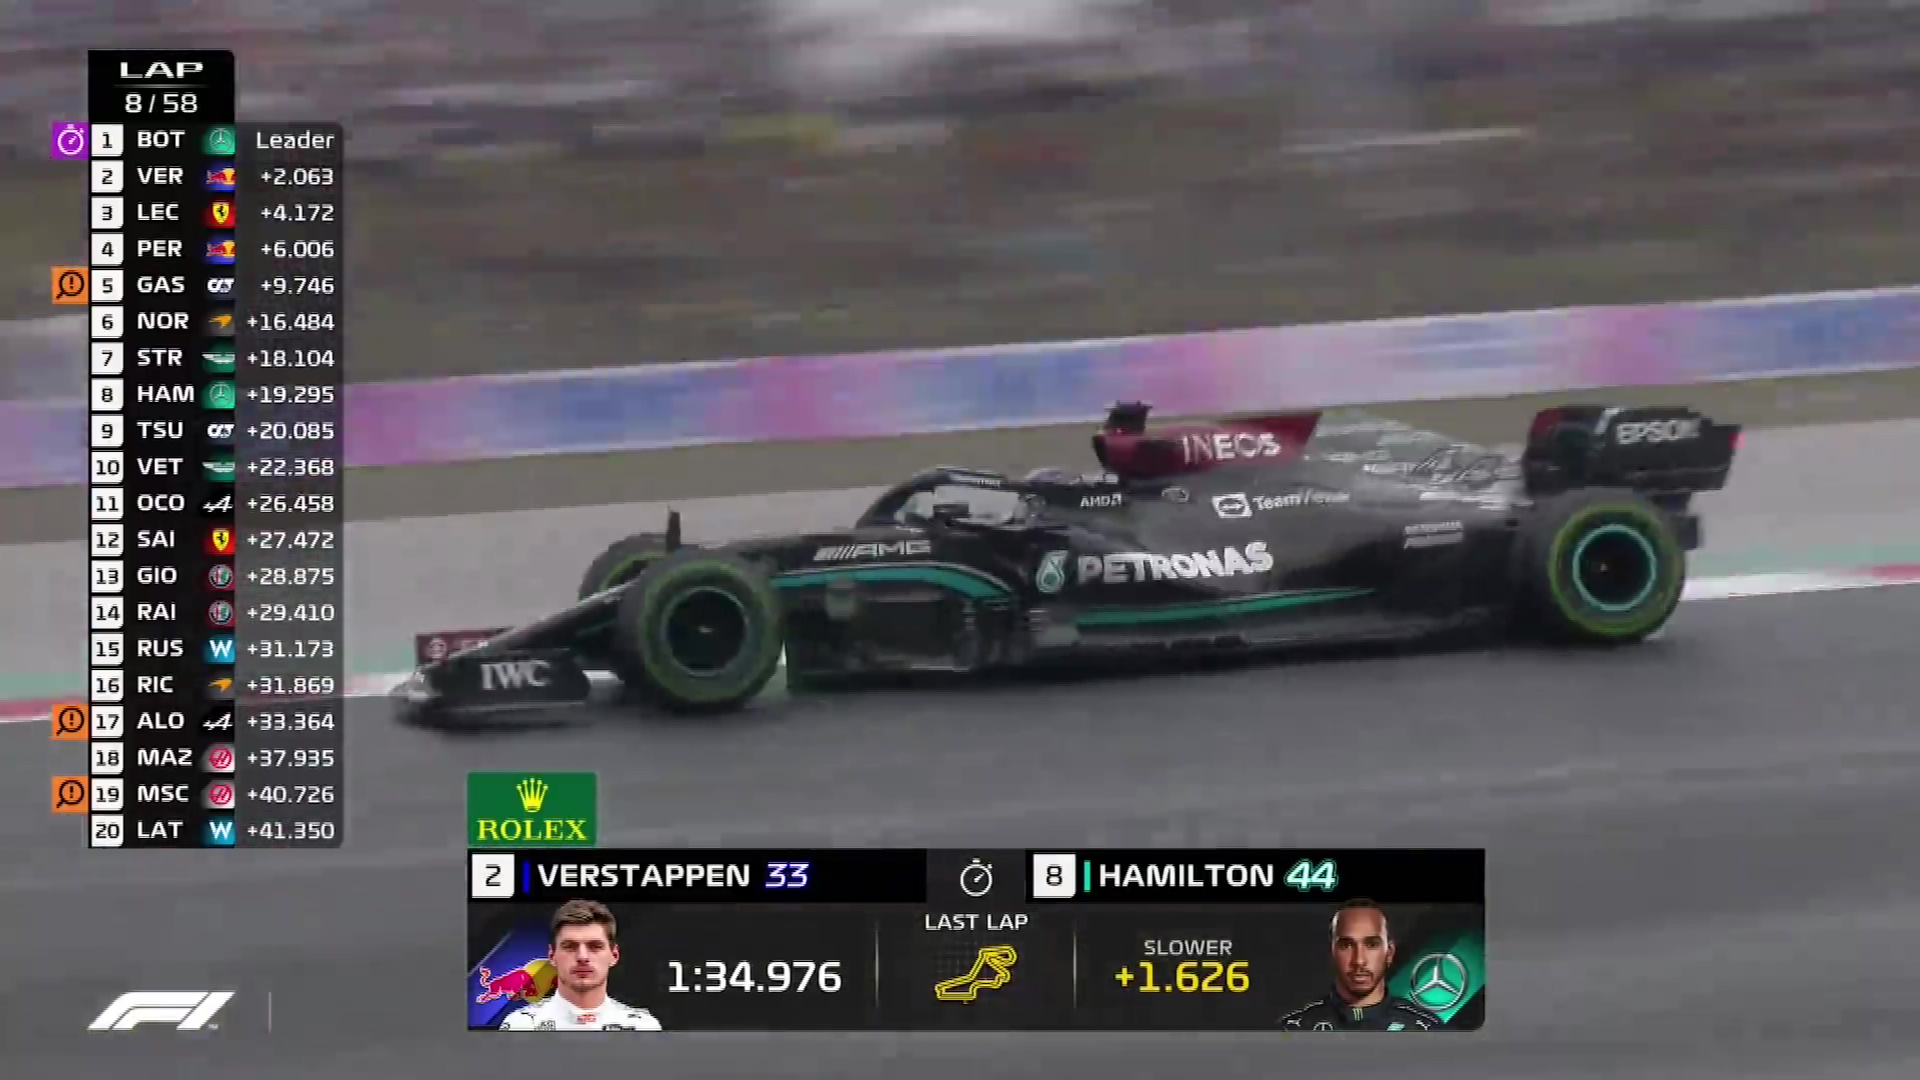 LAP
8 / 58
1 BOT Leader
2 VER +2.063
3 LEC +4.172
4 PER +6.006
5 GAS +9.746
6 NOR +16.484
7 STR +18.104
8 HAM +19.295
9 TSU +20.085
10 VET +22.368
11 OCO +26.458
12 SAI +27.472
13 GIO +28.875
14 RAI +29.410
15 RUS W +31.173
16 RIC +31.869
17 ALO +33.364
18 MAZ +37.935
19 MSC +40.726
20 LAT W +41.350
INEOS
EPSON
AMD
AMG
PETRONAS
IWC
ROLEX
2 VERSTAPPEN 33
8 HAMILTON 44
LAST LAP
1:34.976
SLOWER
+1.626
F1